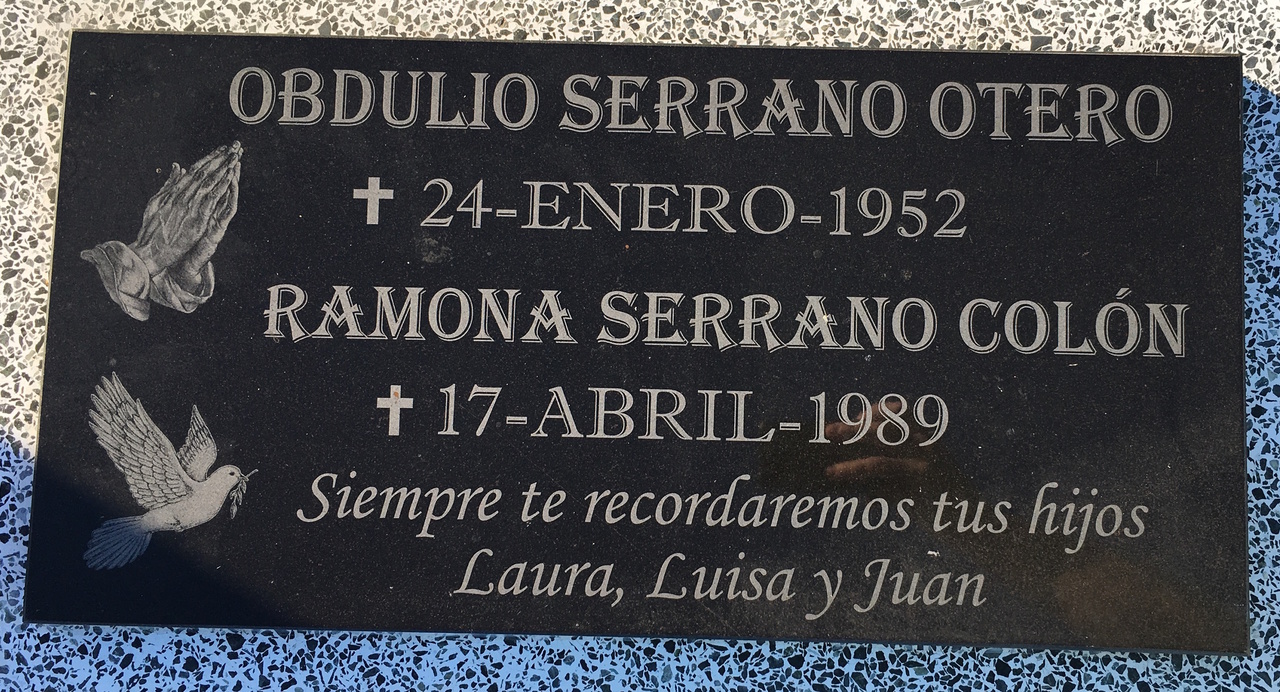 OBDULIO SERRANO OTERO
✝ 24-ENERO-1952
RAMONA SERRANO COLÓN
✝ 17-ABRIL-1989
Siempre te recordaremos tus hijos
Laura, Luisa y Juan